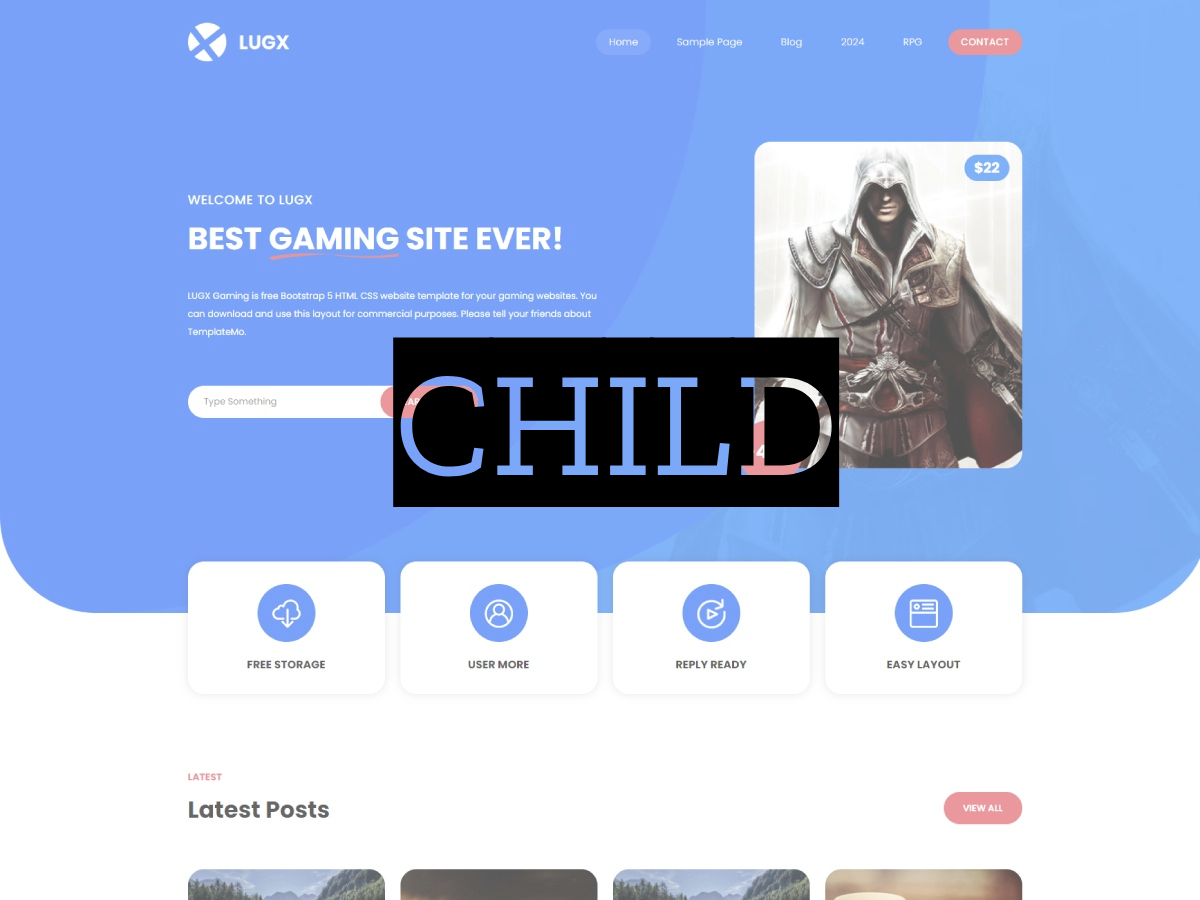 LUGX
Home Sample Page Blog 2024 RPG CONTACT
$22
WELCOME TO LUGX
BEST GAMING SITE EVER!
LUGX Gaming is free Bootstrap 5 HTML CSS website template for your gaming websites. You
can download and use this layout for commercial purposes. Please tell your friends about
TemplateMo.
Type Something
CHILD
FREE STORAGE
USER MORE
REPLY READY
EASY LAYOUT
LATEST
Latest Posts
VIEW ALL